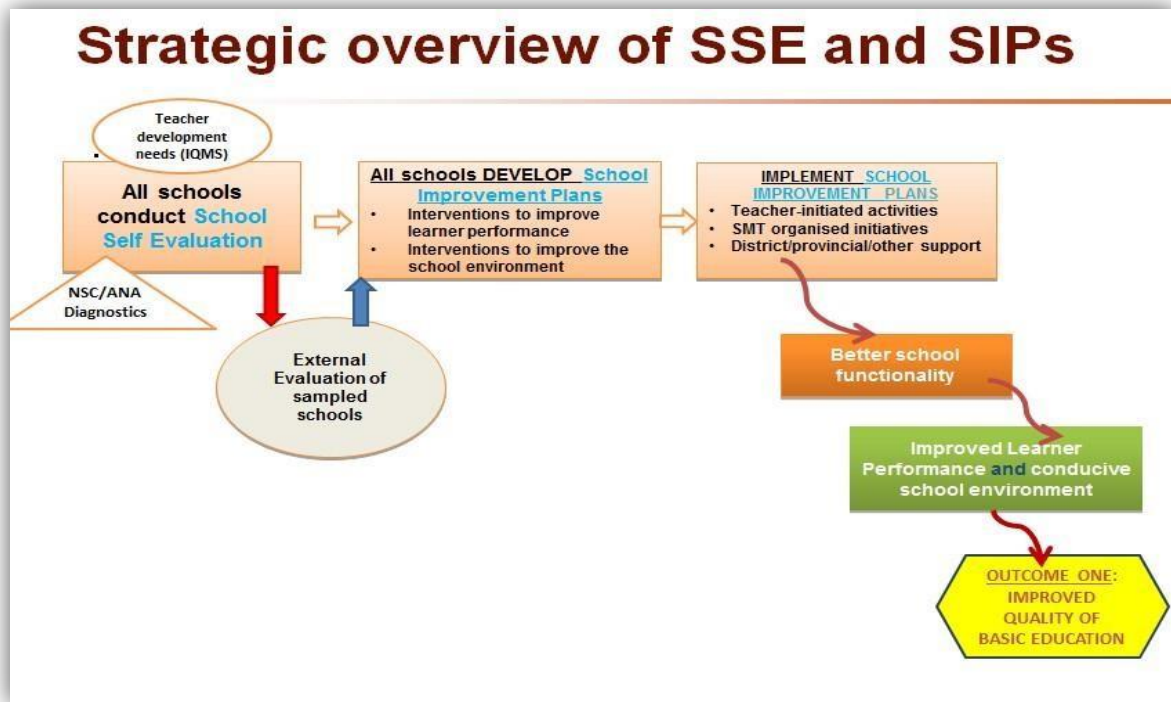 Strategic overview of SSE and SIPs
Teacher
development
needs (IQMS)
All schools
conduct School
Self Evaluation
NSC/ANA
Diagnostics
External
Evaluation of
sampled
schools
All schools DEVELOP School
Improvement Plans
• Interventions to improve
learner performance
• Interventions to improve the
school environment
IMPLEMENT SCHOOL
IMPROVEMENT PLANS
• Teacher-initiated activities
• SMT organised initiatives
• District/provincial/other support
Better school
functionality
Improved Learner
Performance and conducive
school environment
OUTCOME ONE:
IMPROVED
QUALITY OF
BASIC EDUCATION